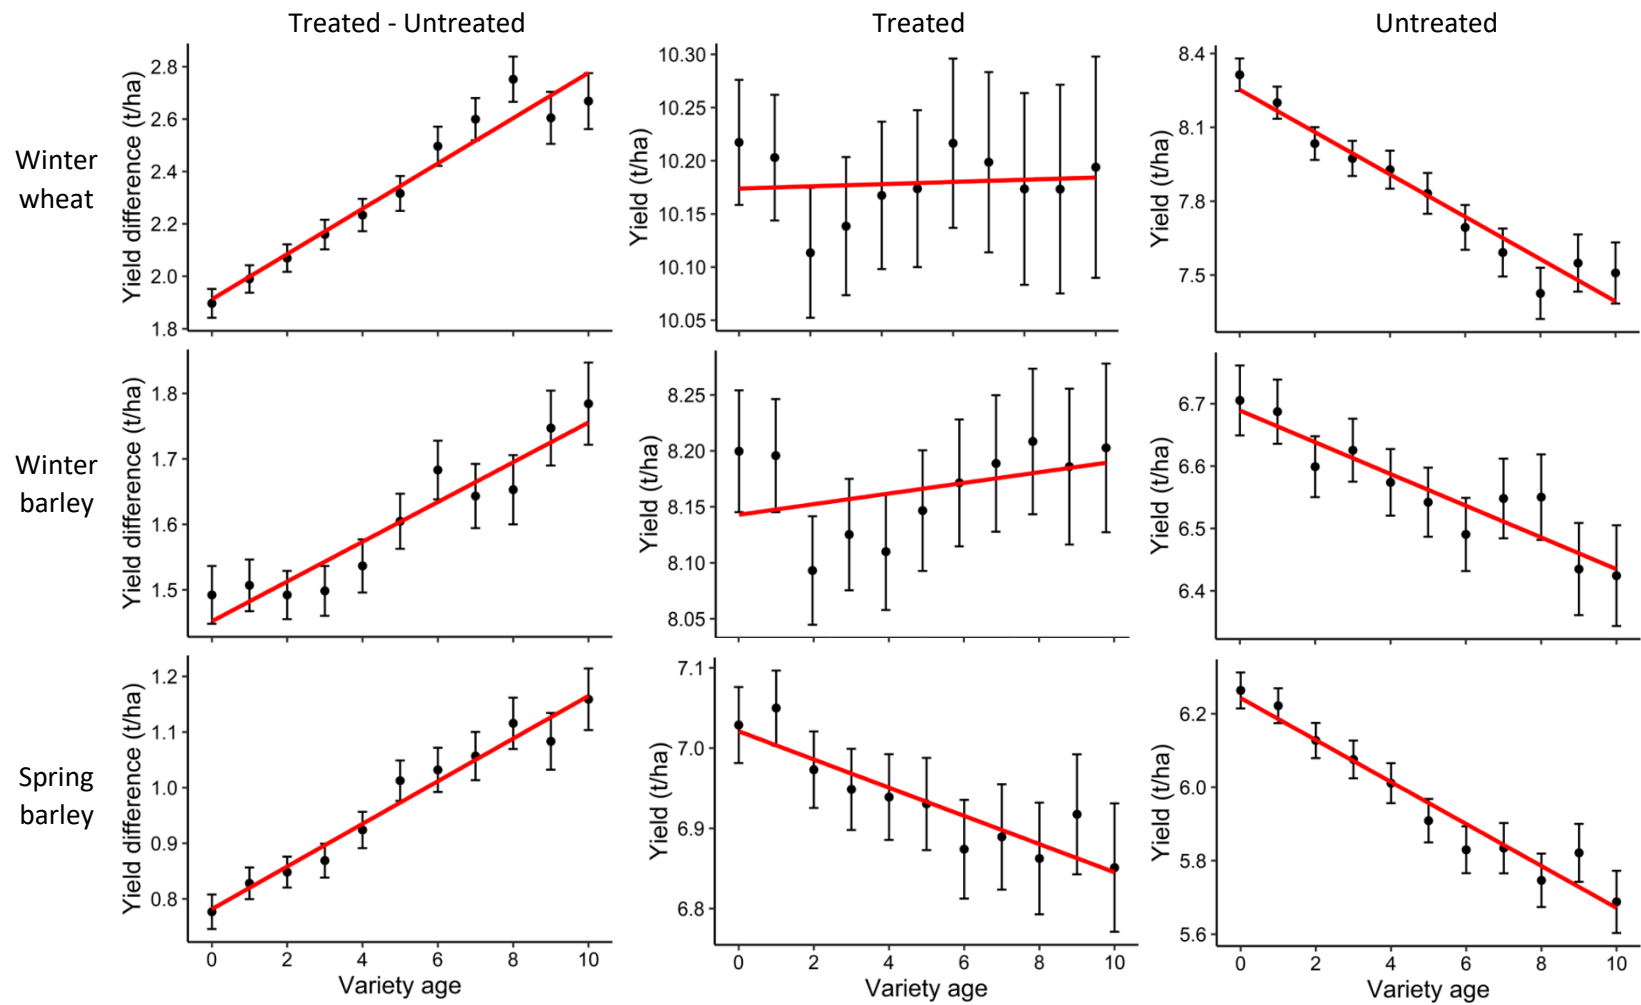 Treated - Untreated
Treated
Untreated
Winter
wheat
Yield difference (t/ha)
2.8
2.6
2.4
2.2
2.0
1.8
Yield (t/ha)
10.30
10.25
10.20
10.15
10.10
10.05
Yield (t/ha)
8.4
8.1
7.8
7.5
Winter
barley
Yield difference (t/ha)
1.8
1.7
1.6
1.5
Yield (t/ha)
8.25
8.20
8.15
8.10
8.05
Yield (t/ha)
6.7
6.6
6.5
6.4
Spring
barley
Yield difference (t/ha)
1.2
1.1
1.0
0.9
0.8
0 2 4 6 8 10
Variety age
Yield (t/ha)
7.1
7.0
6.9
6.8
0 2 4 6 8 10
Variety age
Yield (t/ha)
6.2
6.0
5.8
5.6
0 2 4 6 8 10
Variety age